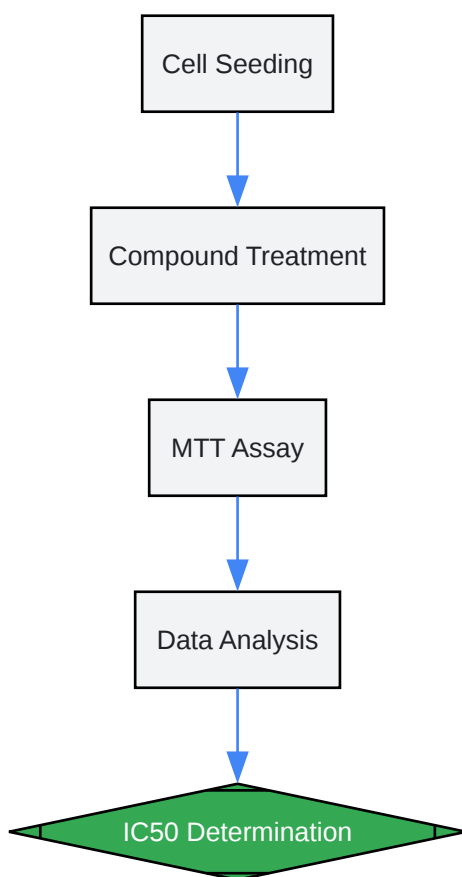 Cell Seeding
Compound Treatment
MTT Assay
Data Analysis
IC50 Determination